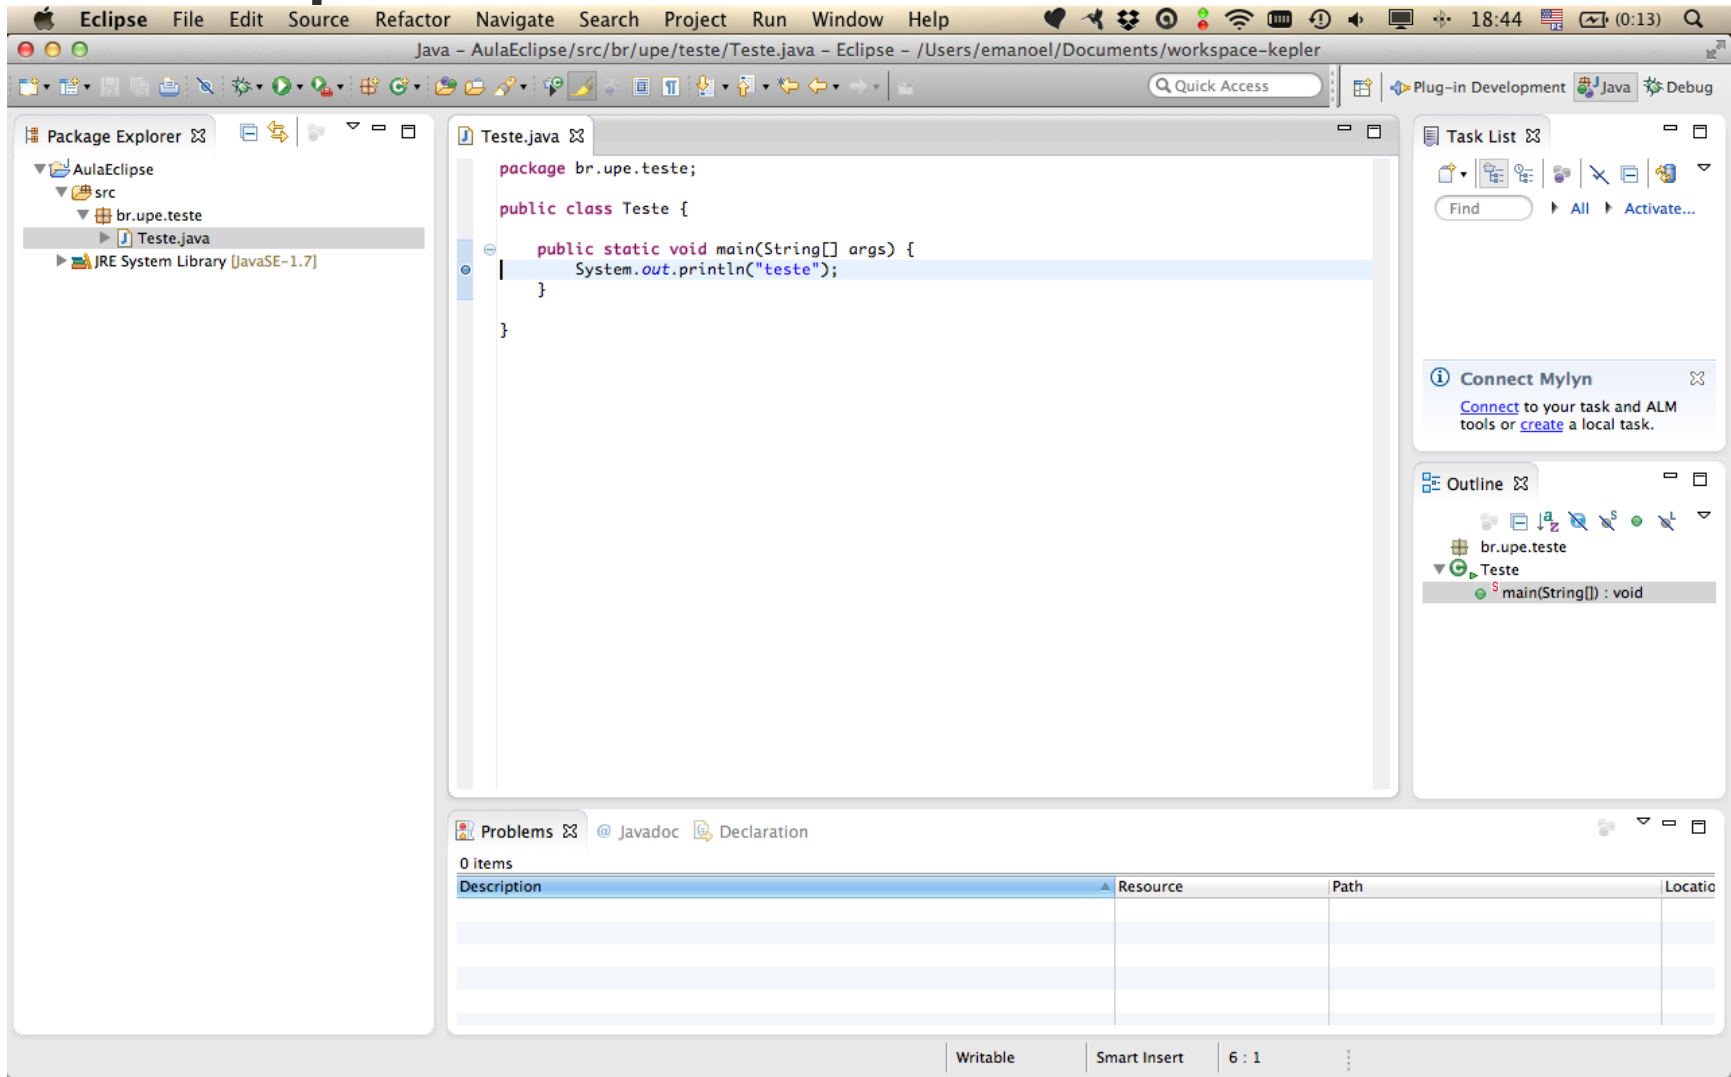 Eclipse File Edit Source Refactor Navigate Search Project Run Window Help 18:44 (0:13)
Java – AulaEclipse/src/br/upe/teste/Teste.java – Eclipse – /Users/emanoel/Documents/workspace-kepler
Quick Access Plug-in Development Java Debug
Package Explorer
AulaEclipse
src
br.upe.teste
Teste.java
JRE System Library [JavaSE-1.7]
Teste.java
package br.upe.teste;
public class Teste {
public static void main(String[] args) {
System.out.println("teste");
}
}
Task List
Find All Activate...
Connect Mylyn
Connect to your task and ALM
tools or create a local task.
Outline
br.upe.teste
Teste
main(String[]) : void
Problems @ Javadoc Declaration
0 items
Description Resource Path Locatio
Writable Smart Insert 6 : 1